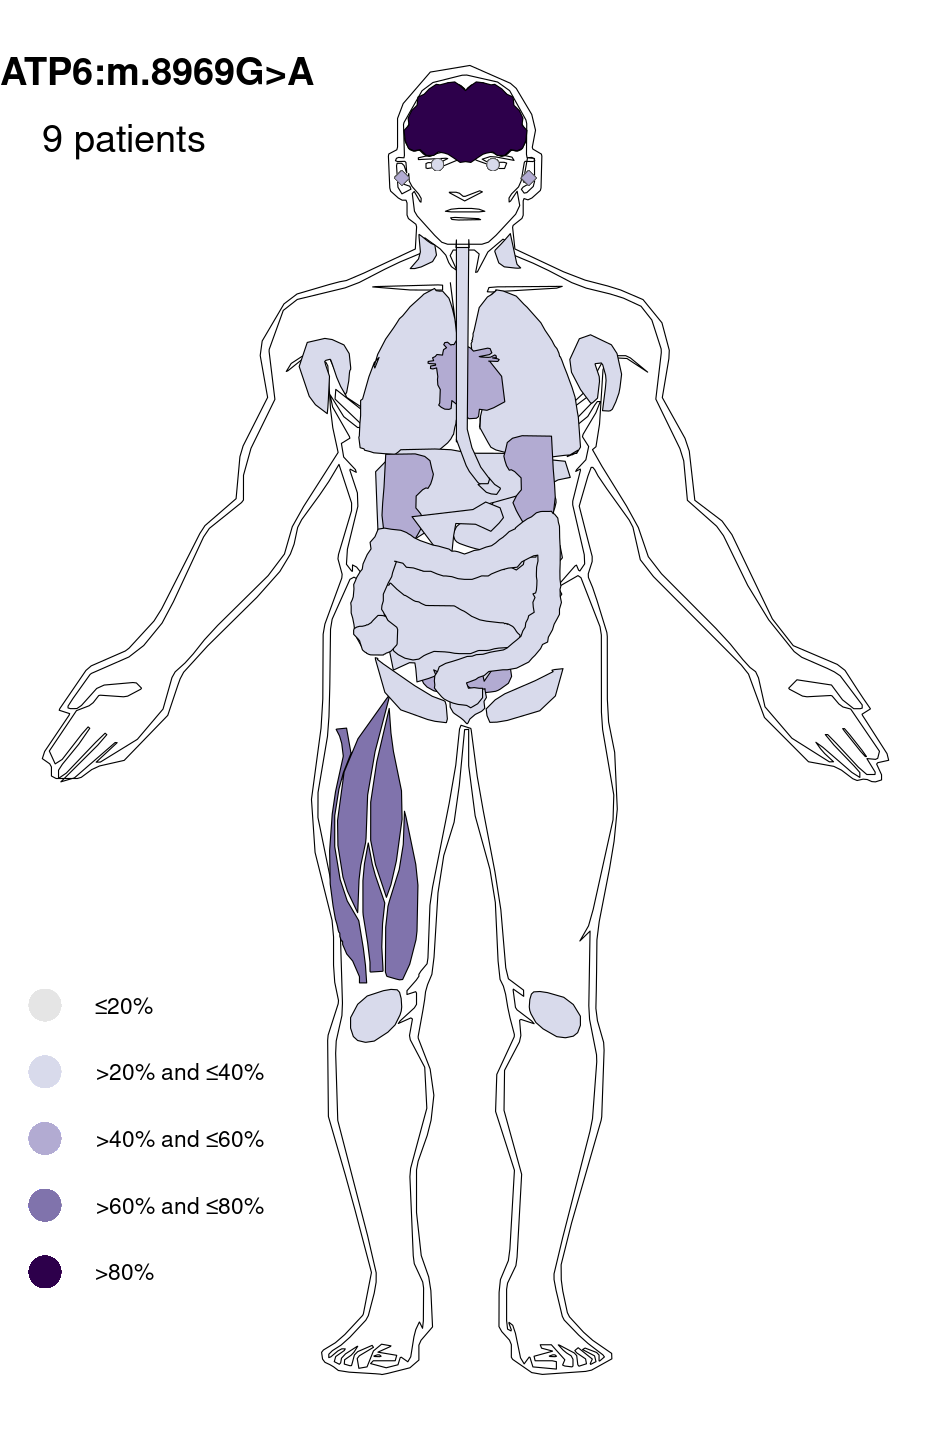 ATP6:m.8969G>A
9 patients
≤20%
>20% and ≤40%
>40% and ≤60%
>60% and ≤80%
>80%